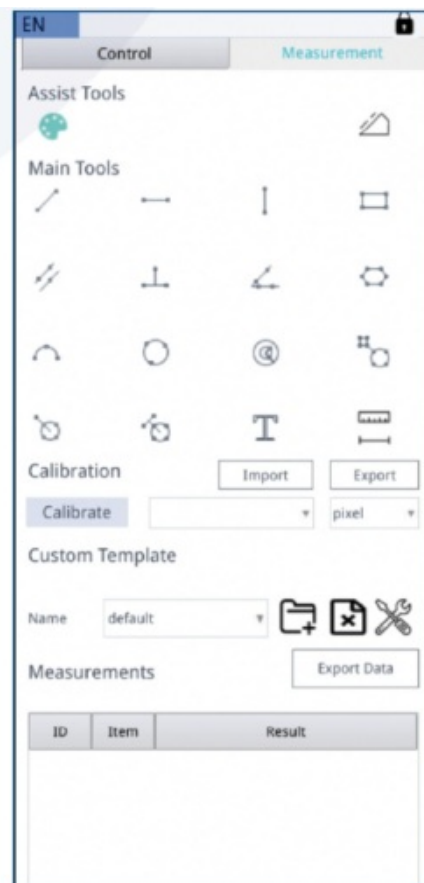 EN
Control Measurement
Assist Tools
Main Tools
T
Calibration Import Export
Calibrate pixel
Custom Template
Name default
Measurements Export Data
ID Item Result